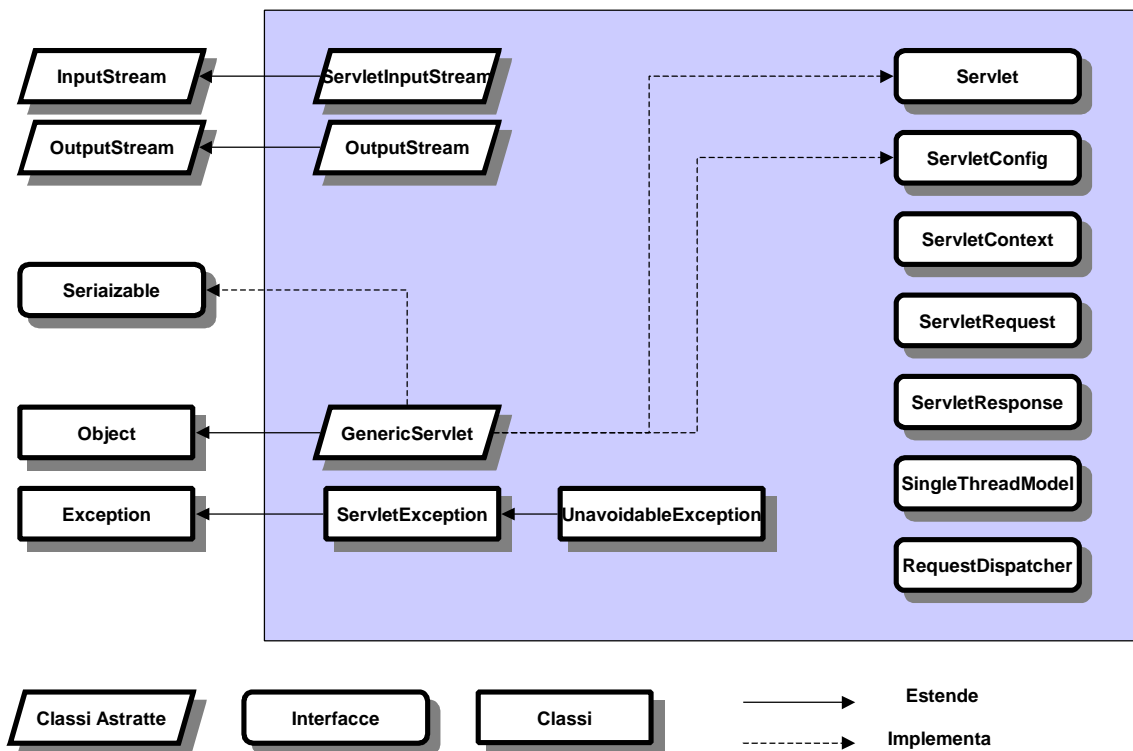 InputStream
ServletInputStream
Servlet
OutputStream
OutputStream
ServletConfig
ServletContext
Seriaizable
ServletRequest
ServletResponse
Object
GenericServlet
SingleThreadModel
Exception
ServletException
UnavoidableException
RequestDispatcher
Classi Astratte
Interfacce
Classi
Estende
Implementa